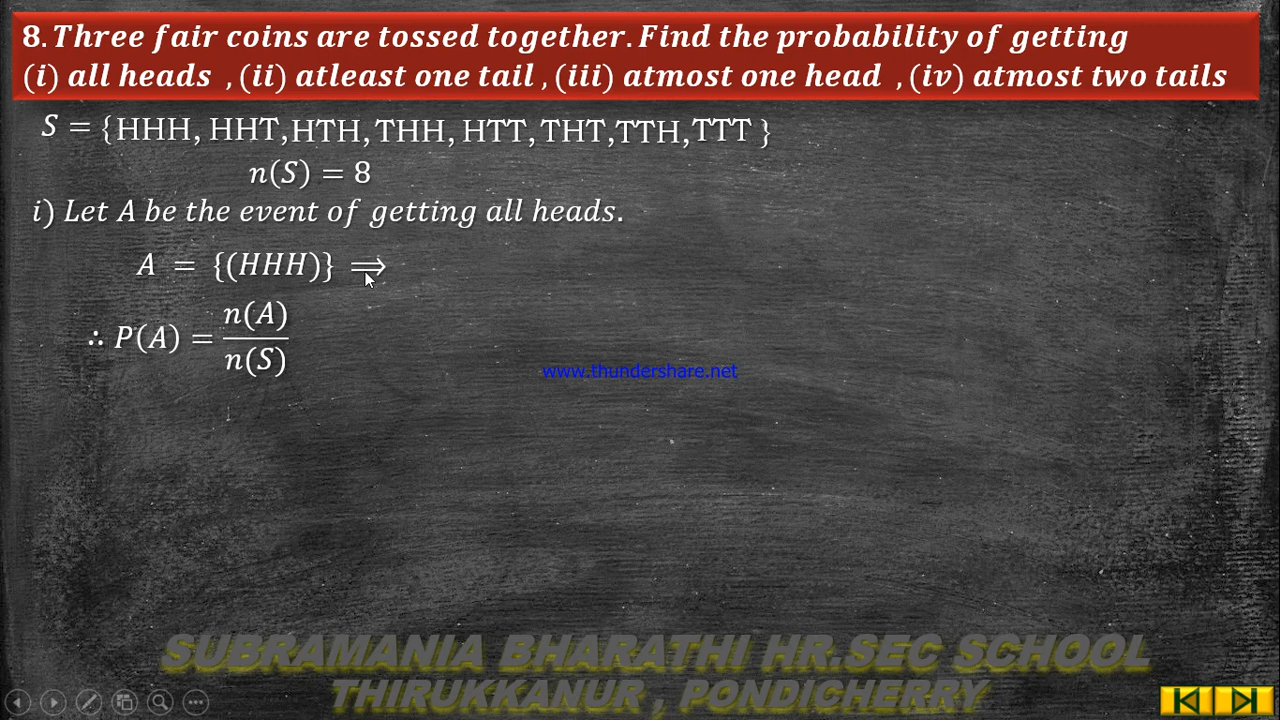 8. Three fair coins are tossed together. Find the probability of getting
(i) all heads , (ii) atleast one tail , (iii) atmost one head , (iv) atmost two tails
S = {HHH, HHT, HTH, THH, HTT, THT, TTH, TTT }
n(S) = 8
i) Let A be the event of getting all heads.
A = {(HHH)} ⟹
∴ P(A) = n(A)/n(S)
www.thundershare.net
SUBRAMANIA BHARATHI HR.SEC SCHOOL
THIRUKKANUR , PONDICHERRY